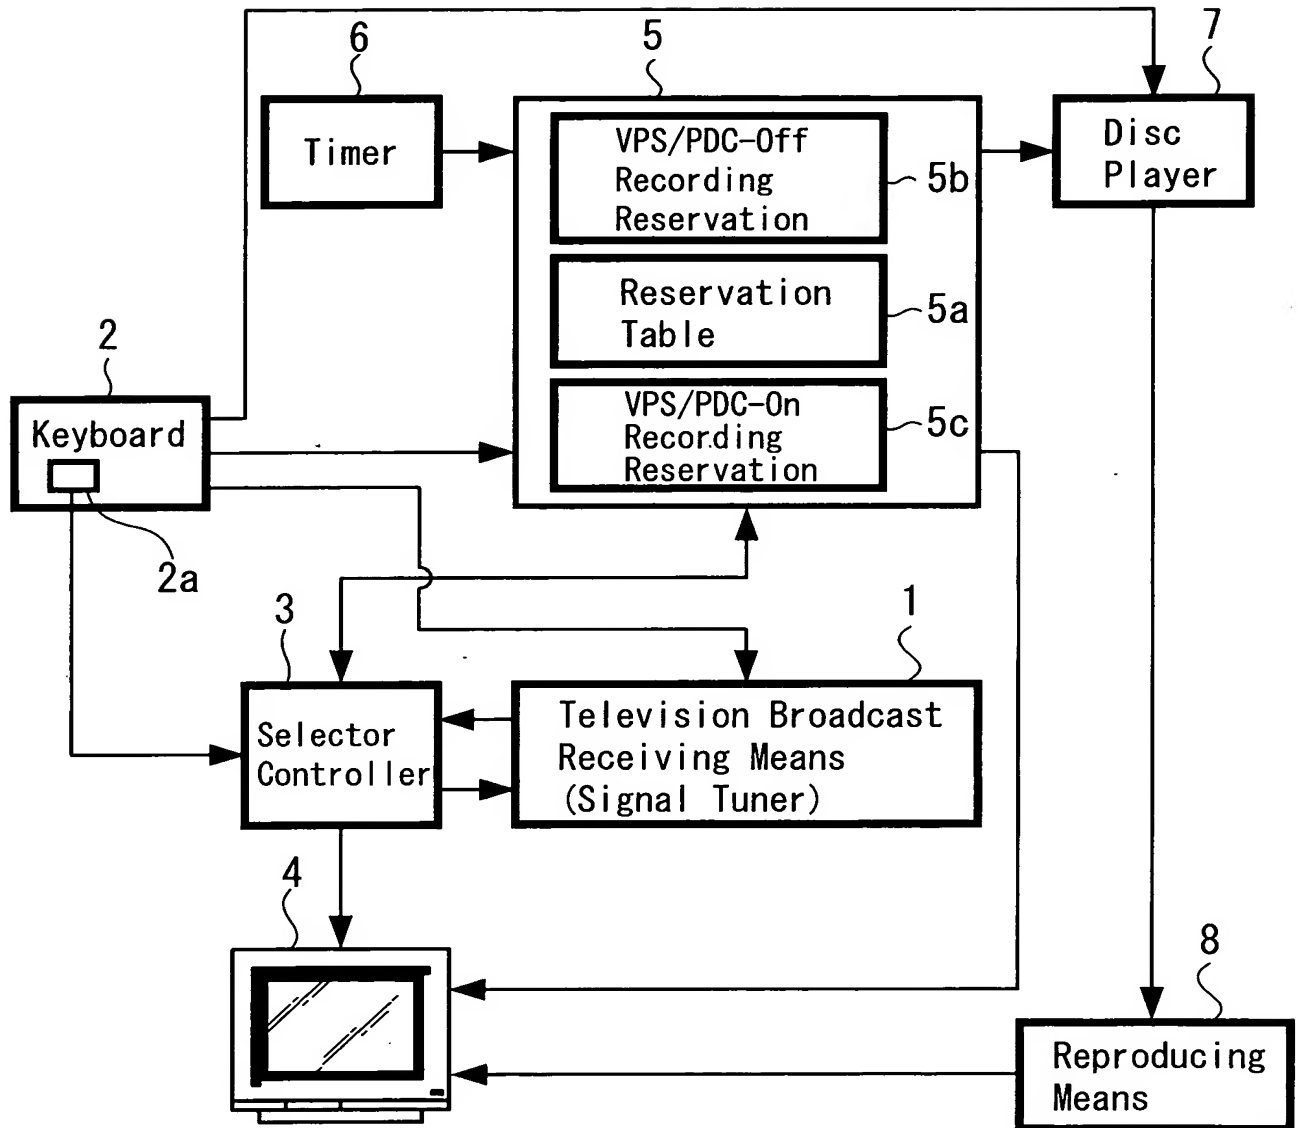 6
5
7
Timer
VPS/PDC-Off
Recording
Reservation
5b
Disc
Player
Reservation
Table
5a
2
Keyboard
VPS/PDC-On
Recording
Reservation
5c
2a
3
1
Selector
Controller
Television Broadcast
Receiving Means
(Signal Tuner)
4
8
Reproducing
Means